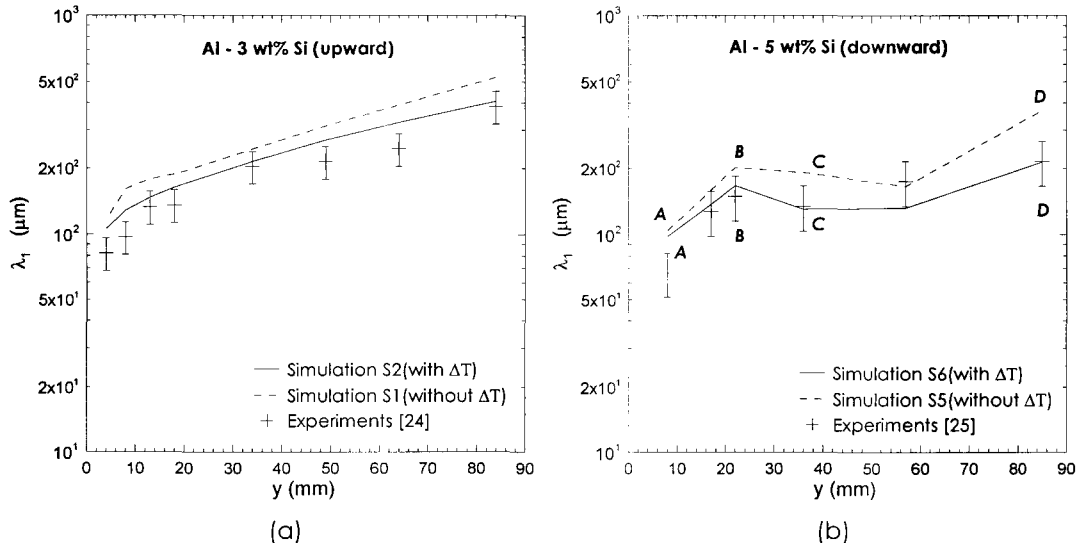 Al - 3 wt% Si (upward)
10³
5x10²
2x10²
10²
5x10¹
2x10¹
10¹
λ₁ (μm)
Simulation S2(with ΔT)
Simulation S1(without ΔT)
Experiments [24]
0 10 20 30 40 50 60 70 80 90
y (mm)
(a)
Al - 5 wt% Si (downward)
10³
5x10²
2x10²
10²
5x10¹
2x10¹
10¹
λ₁ (μm)
A
A
B
B
C
C
D
D
Simulation S6(with ΔT)
Simulation S5(without ΔT)
Experiments [25]
0 10 20 30 40 50 60 70 80 90
y (mm)
(b)